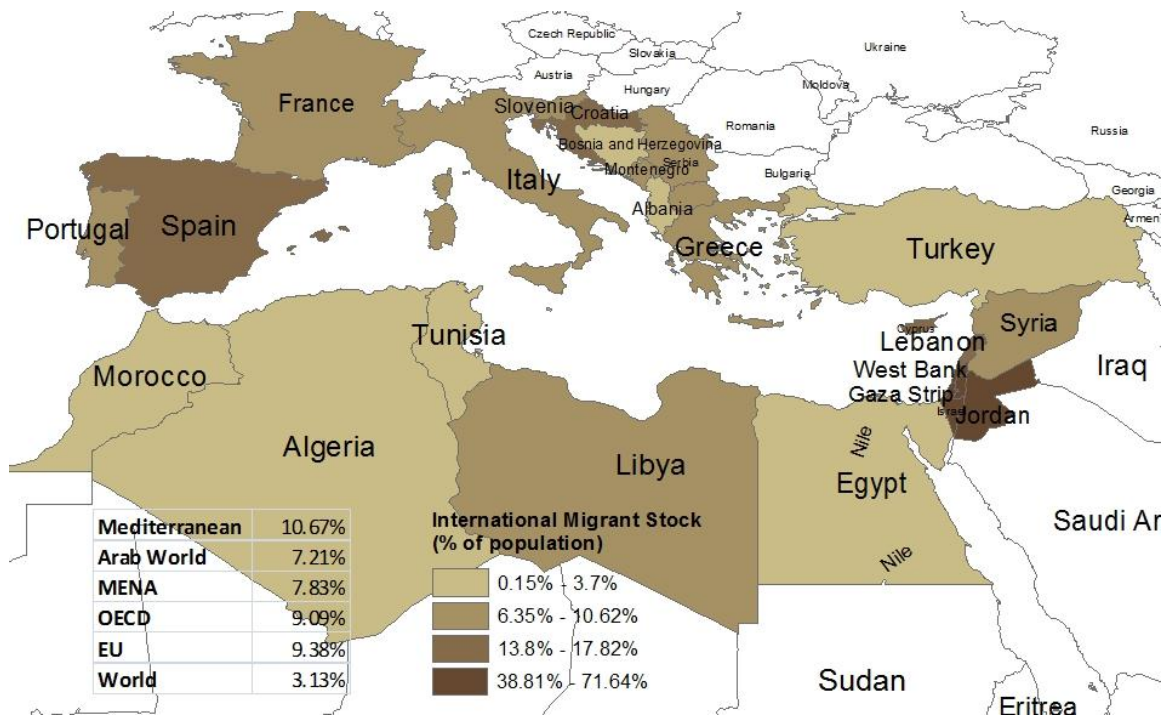 Czech Republic
Ukraine
Slovakia
Austria
Moldova
Hungary
France
Slovenia
Croatia
Romania
Russia
Bosnia and Herzegovina
Serbia
Montenegro
Bulgaria
Italy
Georgia
Albania
Armen
Portugal
Spain
Greece
Turkey
Tunisia
Cyprus
Syria
Lebanon
Morocco
West Bank
Iraq
Gaza Strip
Israel
Jordan
Algeria
Nile
Libya
Egypt
Saudi Ar
Nile
Sudan
Eritrea
Mediterranean 10.67%
Arab World 7.21%
MENA 7.83%
OECD 9.09%
EU 9.38%
World 3.13%
International Migrant Stock
(% of population)
0.15% - 3.7%
6.35% - 10.62%
13.8% - 17.82%
38.81% - 71.64%